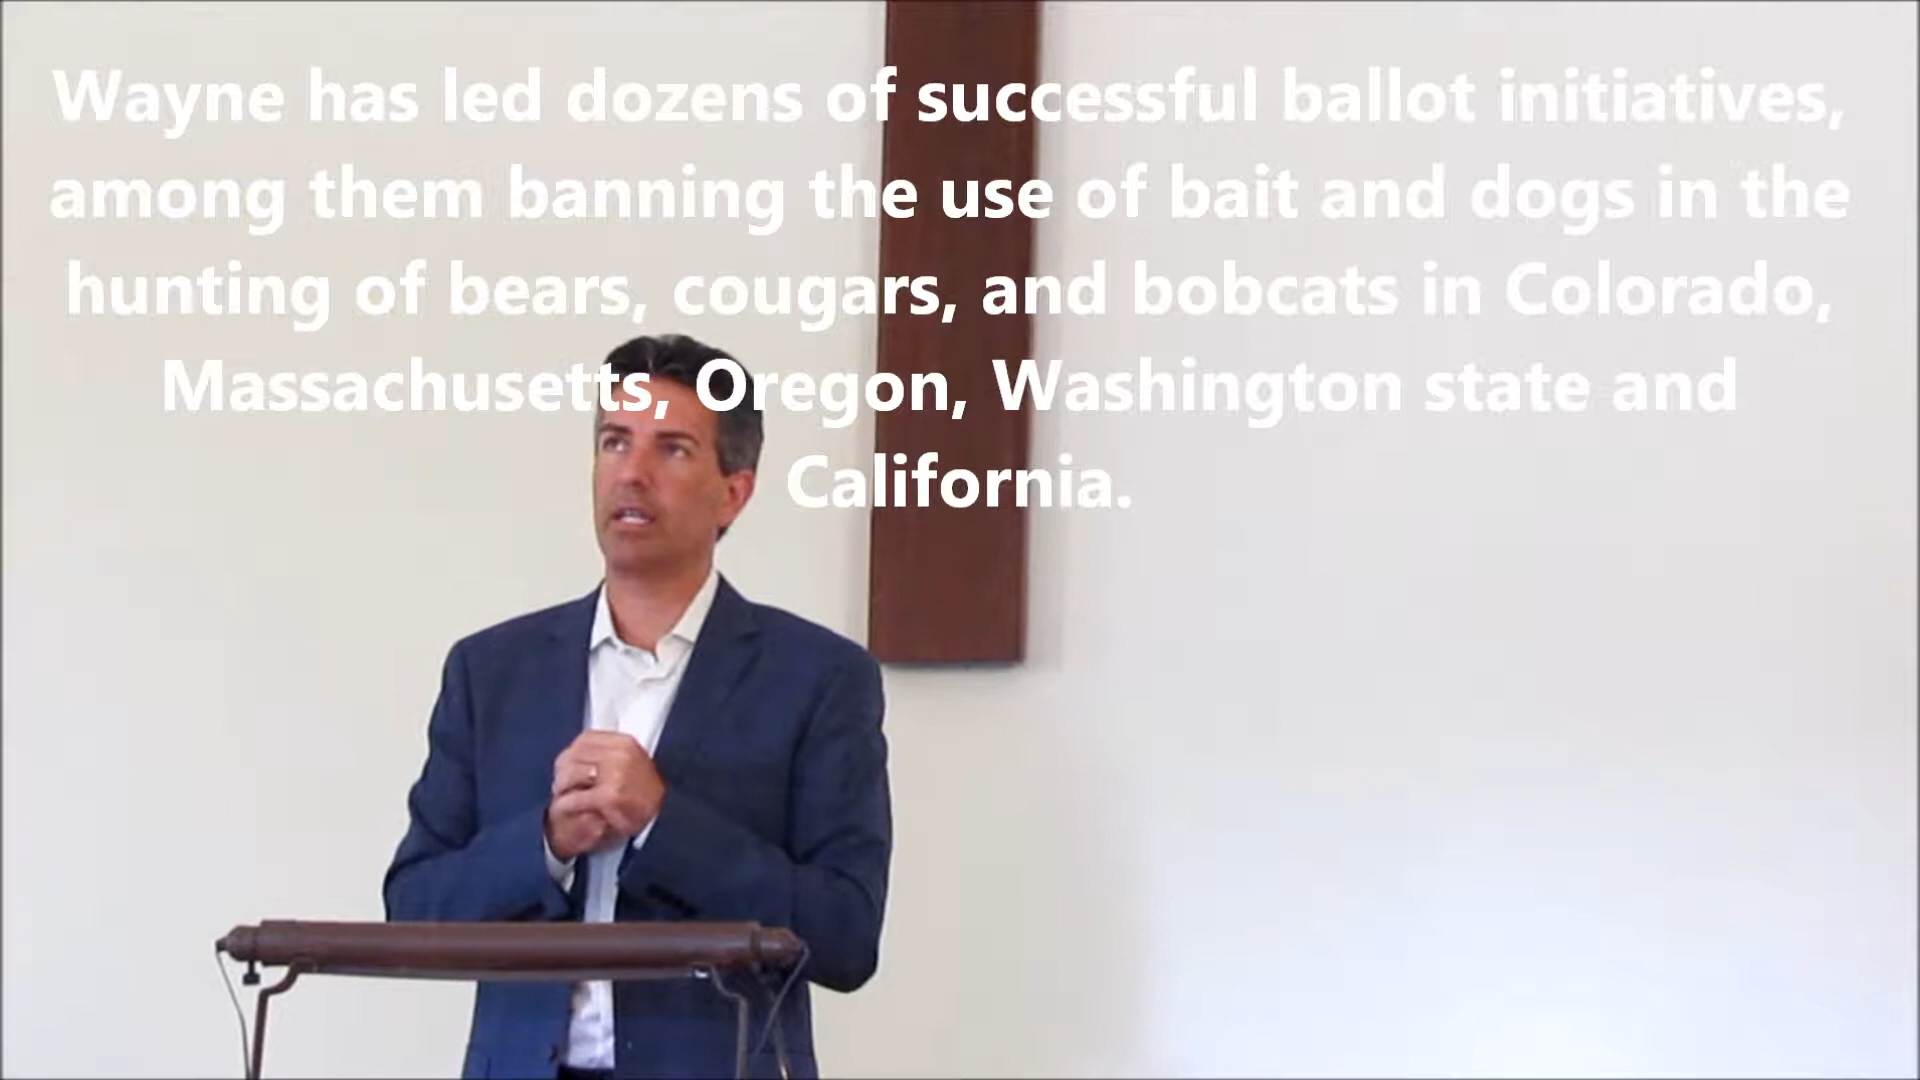 Wayne has led dozens of successful ballot initiatives,
among them banning the use of bait and dogs in the
hunting of bears, cougars, and bobcats in Colorado,
Massachusetts, Oregon, Washington state and
California.